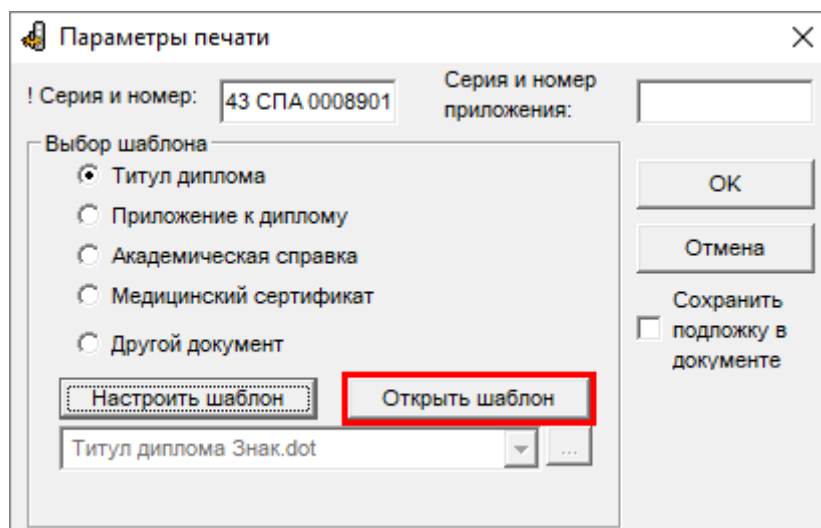 Параметры печати
! Серия и номер: 43 СПА 0008901
Серия и номер
приложения:
Выбор шаблона
Титул диплома
Приложение к диплому
Академическая справка
Медицинский сертификат
Другой документ
Настроить шаблон
Открыть шаблон
Титул диплома Знак.dot
...
OK
Отмена
Сохранить
подложку в
документе